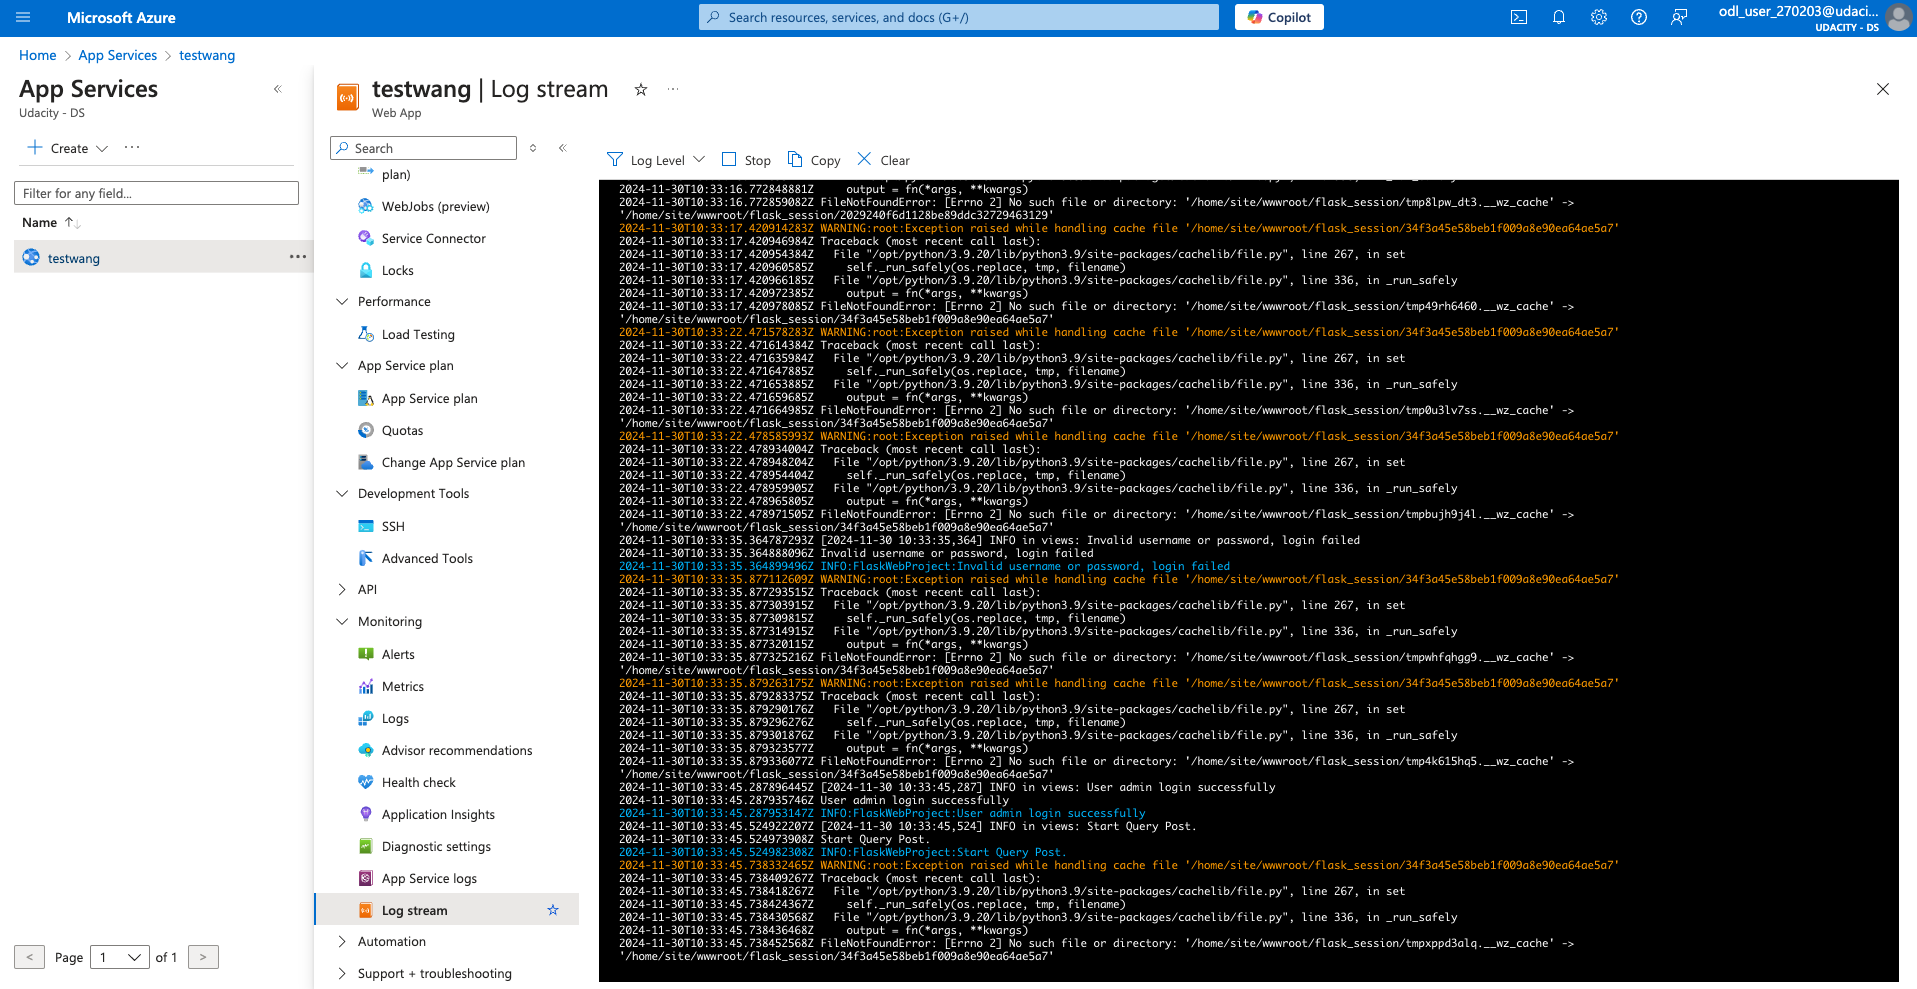 Microsoft Azure
Search resources, services, and docs (G+/)
Copilot
odl_user_270203@udaci...
UDACITY - DS
Home > App Services > testwang
App Services
Udacity - DS
+ Create
Filter for any field...
Name
testwang
< Page 1 of 1 >
testwang | Log stream
Web App
Search
plan)
WebJobs (preview)
Service Connector
Locks
Performance
Load Testing
App Service plan
App Service plan
Quotas
Change App Service plan
Development Tools
SSH
Advanced Tools
API
Monitoring
Alerts
Metrics
Logs
Advisor recommendations
Health check
Application Insights
Diagnostic settings
App Service logs
Log stream
Automation
Support + troubleshooting
Log Level
Stop
Copy
Clear
2024-11-30T10:33:16.772848881Z     output = fn(*args, **kwargs)
2024-11-30T10:33:16.772859082Z FileNotFoundError: [Errno 2] No such file or directory: '/home/site/wwwroot/flask_session/tmp8lpw_dt3.__wz_cache' ->
'/home/site/wwwroot/flask_session/2029240f6d1128be89ddc32729463129'
2024-11-30T10:33:17.420914283Z WARNING:root:Exception raised while handling cache file '/home/site/wwwroot/flask_session/34f3a45e58beb1f009a8e90ea64ae5a7'
2024-11-30T10:33:17.420946984Z Traceback (most recent call last):
2024-11-30T10:33:17.420954384Z   File "/opt/python/3.9.20/lib/python3.9/site-packages/cachelib/file.py", line 267, in set
2024-11-30T10:33:17.420960585Z     self._run_safely(os.replace, tmp, filename)
2024-11-30T10:33:17.420966185Z   File "/opt/python/3.9.20/lib/python3.9/site-packages/cachelib/file.py", line 336, in _run_safely
2024-11-30T10:33:17.420972385Z     output = fn(*args, **kwargs)
2024-11-30T10:33:17.420978085Z FileNotFoundError: [Errno 2] No such file or directory: '/home/site/wwwroot/flask_session/tmp49rh6460.__wz_cache' ->
'/home/site/wwwroot/flask_session/34f3a45e58beb1f009a8e90ea64ae5a7'
2024-11-30T10:33:22.471578283Z WARNING:root:Exception raised while handling cache file '/home/site/wwwroot/flask_session/34f3a45e58beb1f009a8e90ea64ae5a7'
2024-11-30T10:33:22.471614384Z Traceback (most recent call last):
2024-11-30T10:33:22.471635984Z   File "/opt/python/3.9.20/lib/python3.9/site-packages/cachelib/file.py", line 267, in set
2024-11-30T10:33:22.471647885Z     self._run_safely(os.replace, tmp, filename)
2024-11-30T10:33:22.471653885Z   File "/opt/python/3.9.20/lib/python3.9/site-packages/cachelib/file.py", line 336, in _run_safely
2024-11-30T10:33:22.471659685Z     output = fn(*args, **kwargs)
2024-11-30T10:33:22.471664985Z FileNotFoundError: [Errno 2] No such file or directory: '/home/site/wwwroot/flask_session/tmp0u3lv7ss.__wz_cache' ->
'/home/site/wwwroot/flask_session/34f3a45e58beb1f009a8e90ea64ae5a7'
2024-11-30T10:33:22.478585993Z WARNING:root:Exception raised while handling cache file '/home/site/wwwroot/flask_session/34f3a45e58beb1f009a8e90ea64ae5a7'
2024-11-30T10:33:22.478934004Z Traceback (most recent call last):
2024-11-30T10:33:22.478948204Z   File "/opt/python/3.9.20/lib/python3.9/site-packages/cachelib/file.py", line 267, in set
2024-11-30T10:33:22.478954404Z     self._run_safely(os.replace, tmp, filename)
2024-11-30T10:33:22.478959905Z   File "/opt/python/3.9.20/lib/python3.9/site-packages/cachelib/file.py", line 336, in _run_safely
2024-11-30T10:33:22.478965805Z     output = fn(*args, **kwargs)
2024-11-30T10:33:22.478971505Z FileNotFoundError: [Errno 2] No such file or directory: '/home/site/wwwroot/flask_session/tmpbujh9j4l.__wz_cache' ->
'/home/site/wwwroot/flask_session/34f3a45e58beb1f009a8e90ea64ae5a7'
2024-11-30T10:33:35.364787293Z [2024-11-30 10:33:35,364] INFO in views: Invalid username or password, login failed
2024-11-30T10:33:35.364888096Z Invalid username or password, login failed
2024-11-30T10:33:35.364899496Z INFO:FlaskWebProject:Invalid username or password, login failed
2024-11-30T10:33:35.877112609Z WARNING:root:Exception raised while handling cache file '/home/site/wwwroot/flask_session/34f3a45e58beb1f009a8e90ea64ae5a7'
2024-11-30T10:33:35.877293515Z Traceback (most recent call last):
2024-11-30T10:33:35.877303915Z   File "/opt/python/3.9.20/lib/python3.9/site-packages/cachelib/file.py", line 267, in set
2024-11-30T10:33:35.877309815Z     self._run_safely(os.replace, tmp, filename)
2024-11-30T10:33:35.877314915Z   File "/opt/python/3.9.20/lib/python3.9/site-packages/cachelib/file.py", line 336, in _run_safely
2024-11-30T10:33:35.877320115Z     output = fn(*args, **kwargs)
2024-11-30T10:33:35.877325216Z FileNotFoundError: [Errno 2] No such file or directory: '/home/site/wwwroot/flask_session/tmpwhfqhgg9.__wz_cache' ->
'/home/site/wwwroot/flask_session/34f3a45e58beb1f009a8e90ea64ae5a7'
2024-11-30T10:33:35.879263175Z WARNING:root:Exception raised while handling cache file '/home/site/wwwroot/flask_session/34f3a45e58beb1f009a8e90ea64ae5a7'
2024-11-30T10:33:35.879283375Z Traceback (most recent call last):
2024-11-30T10:33:35.879290176Z   File "/opt/python/3.9.20/lib/python3.9/site-packages/cachelib/file.py", line 267, in set
2024-11-30T10:33:35.879296276Z     self._run_safely(os.replace, tmp, filename)
2024-11-30T10:33:35.879301876Z   File "/opt/python/3.9.20/lib/python3.9/site-packages/cachelib/file.py", line 336, in _run_safely
2024-11-30T10:33:35.879323577Z     output = fn(*args, **kwargs)
2024-11-30T10:33:35.879336077Z FileNotFoundError: [Errno 2] No such file or directory: '/home/site/wwwroot/flask_session/tmp4k615hq5.__wz_cache' ->
'/home/site/wwwroot/flask_session/34f3a45e58beb1f009a8e90ea64ae5a7'
2024-11-30T10:33:45.287896445Z [2024-11-30 10:33:45,287] INFO in views: User admin login successfully
2024-11-30T10:33:45.287935746Z User admin login successfully
2024-11-30T10:33:45.287953147Z INFO:FlaskWebProject:User admin login successfully
2024-11-30T10:33:45.524922207Z [2024-11-30 10:33:45,524] INFO in views: Start Query Post.
2024-11-30T10:33:45.524973908Z Start Query Post.
2024-11-30T10:33:45.524982308Z INFO:FlaskWebProject:Start Query Post.
2024-11-30T10:33:45.738332465Z WARNING:root:Exception raised while handling cache file '/home/site/wwwroot/flask_session/34f3a45e58beb1f009a8e90ea64ae5a7'
2024-11-30T10:33:45.738409267Z Traceback (most recent call last):
2024-11-30T10:33:45.738418267Z   File "/opt/python/3.9.20/lib/python3.9/site-packages/cachelib/file.py", line 267, in set
2024-11-30T10:33:45.738424367Z     self._run_safely(os.replace, tmp, filename)
2024-11-30T10:33:45.738430568Z   File "/opt/python/3.9.20/lib/python3.9/site-packages/cachelib/file.py", line 336, in _run_safely
2024-11-30T10:33:45.738436468Z     output = fn(*args, **kwargs)
2024-11-30T10:33:45.738452568Z FileNotFoundError: [Errno 2] No such file or directory: '/home/site/wwwroot/flask_session/tmpxppd3alq.__wz_cache' ->
'/home/site/wwwroot/flask_session/34f3a45e58beb1f009a8e90ea64ae5a7'